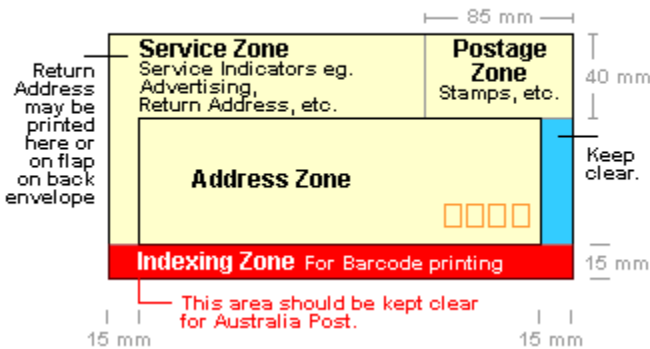 85 mm
Service Zone
Service Indicators eg.
Advertising,
Return Address, etc.
Postage
Zone
Stamps, etc.
40 mm
Return
Address
may be
printed
here or
on flap
on back
envelope
Keep
clear.
Address Zone
Indexing Zone For Barcode printing
15 mm
This area should be kept clear
for Australia Post.
15 mm
15 mm